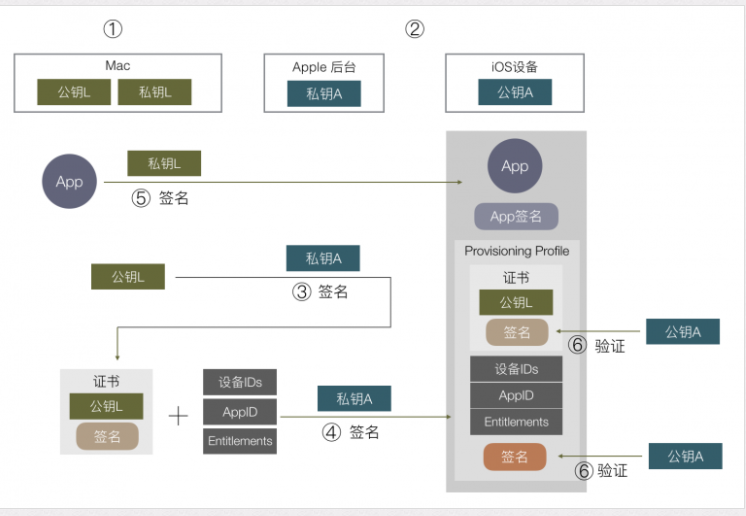 ①
②
Mac
公钥L 私钥L
Apple 后台
私钥A
iOS设备
公钥A
App
私钥L
⑤ 签名
App
App签名
公钥L
私钥A
③ 签名
证书
公钥L
签名
+
设备IDs
AppID
Entitlements
私钥A
④ 签名
Provisioning Profile
证书
公钥L
签名
⑥ 验证
公钥A
设备IDs
AppID
Entitlements
签名
⑥ 验证
公钥A